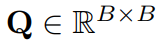 𝐐 ∈ ℝ^{B×B}